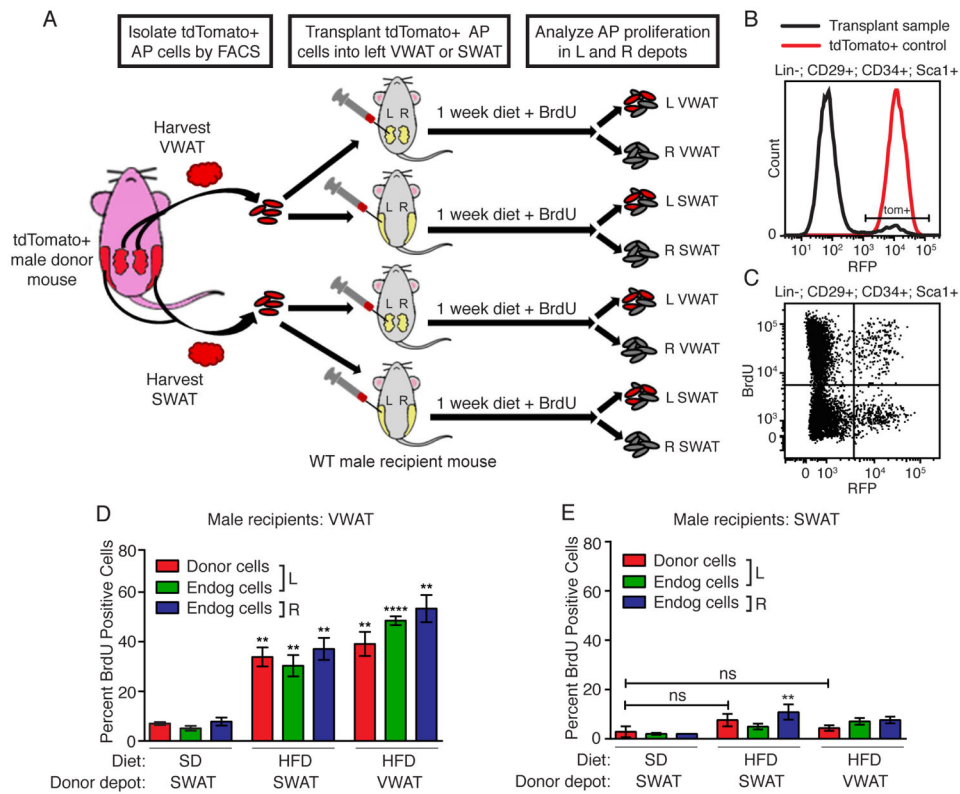 A
Isolate tdTomato+
AP cells by FACS
Transplant tdTomato+ AP
cells into left VWAT or SWAT
Analyze AP proliferation
in L and R depots
Harvest
VWAT
tdTomato+
male donor
mouse
Harvest
SWAT
L R
1 week diet + BrdU
L VWAT
R VWAT
L R
1 week diet + BrdU
L SWAT
R SWAT
L R
1 week diet + BrdU
L VWAT
R VWAT
L R
1 week diet + BrdU
L SWAT
R SWAT
WT male recipient mouse
B
Transplant sample
tdTomato+ control
Lin-; CD29+; CD34+; Sca1+
Count
0
tom+
10¹ 10² 10³ 10⁴ 10⁵
RFP
C
Lin-; CD29+; CD34+; Sca1+
BrdU
10⁵
10⁴
10³
0
0 10³ 10⁴ 10⁵
RFP
D
Male recipients: VWAT
Percent BrdU Positive Cells
80
60
40
20
0
Donor cells
Endog cells
L
Endog cells
R
** ** **
** **** **
Diet: SD HFD HFD
Donor depot: SWAT SWAT VWAT
E
Male recipients: SWAT
Percent BrdU Positive Cells
80
60
40
20
0
Donor cells
Endog cells
L
Endog cells
R
ns
ns
**
Diet: SD HFD HFD
Donor depot: SWAT SWAT VWAT